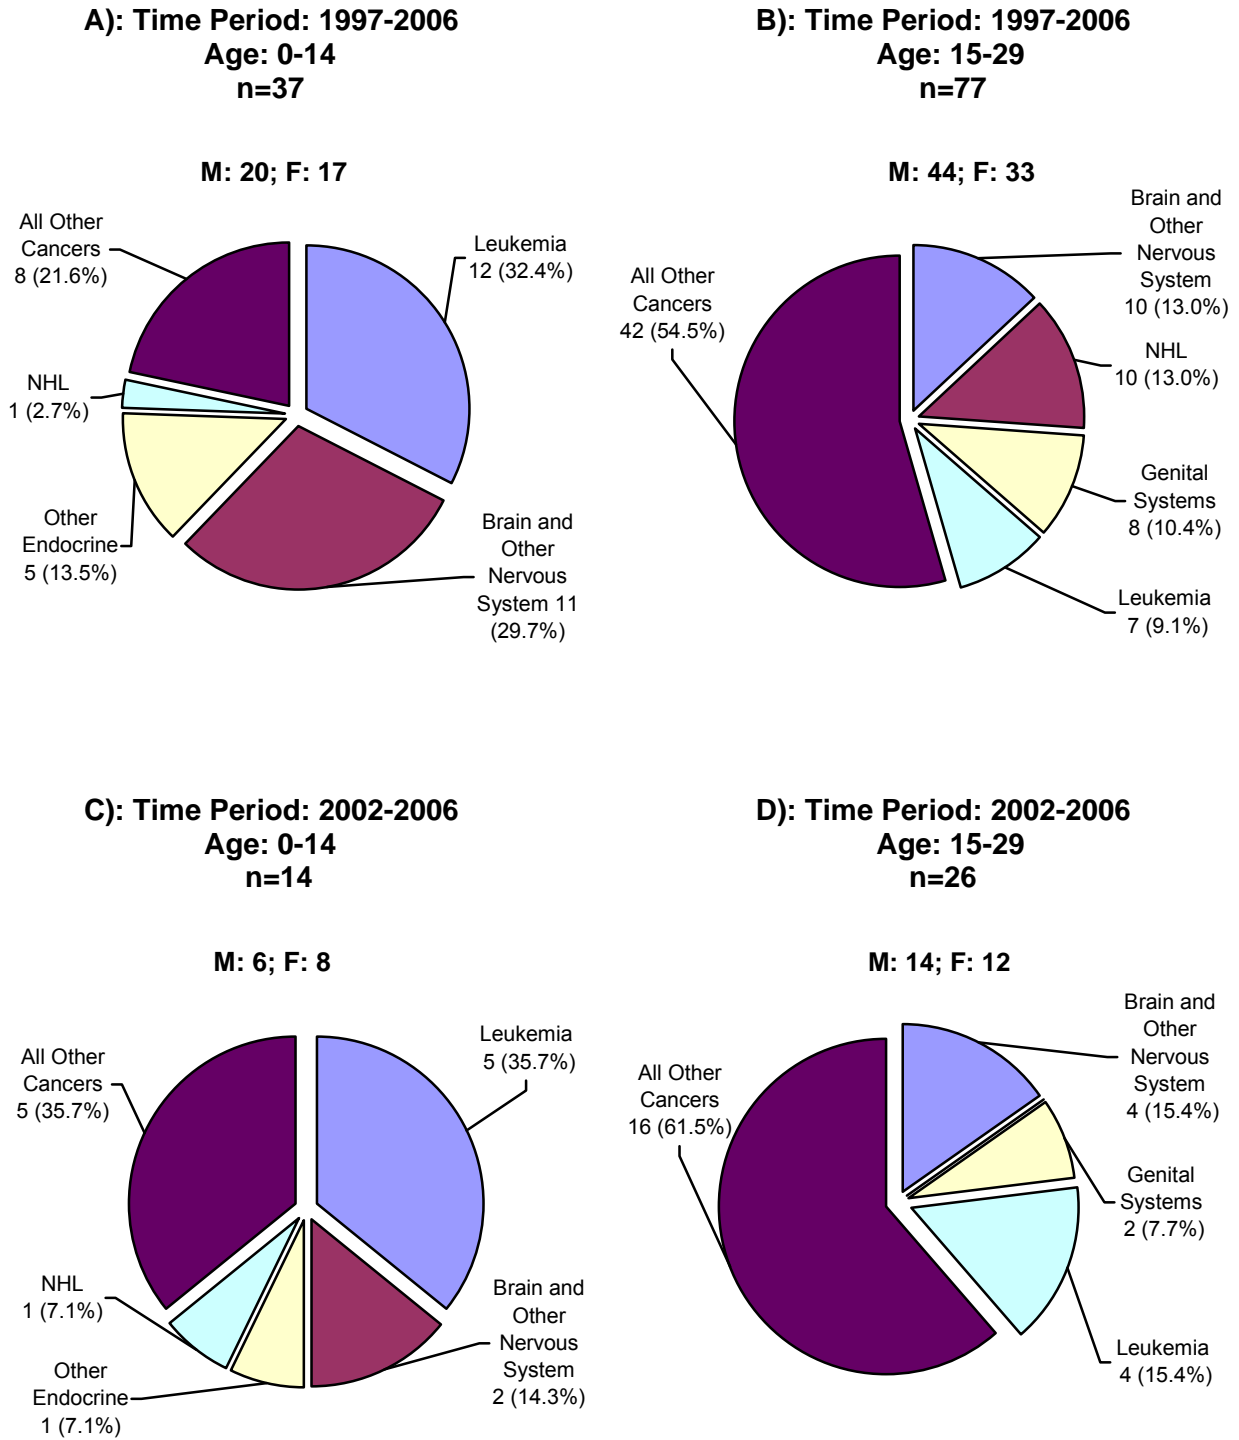 A): Time Period: 1997-2006
Age: 0-14
n=37
M: 20; F: 17
All Other
Cancers
8 (21.6%)
Leukemia
12 (32.4%)
NHL
1 (2.7%)
Other
Endocrine
5 (13.5%)
Brain and
Other
Nervous
System 11
(29.7%)
B): Time Period: 1997-2006
Age: 15-29
n=77
M: 44; F: 33
Brain and
Other
Nervous
System
10 (13.0%)
All Other
Cancers
42 (54.5%)
NHL
10 (13.0%)
Genital
Systems
8 (10.4%)
Leukemia
7 (9.1%)
C): Time Period: 2002-2006
Age: 0-14
n=14
M: 6; F: 8
All Other
Cancers
5 (35.7%)
Leukemia
5 (35.7%)
NHL
1 (7.1%)
Other
Endocrine
1 (7.1%)
Brain and
Other
Nervous
System
2 (14.3%)
D): Time Period: 2002-2006
Age: 15-29
n=26
M: 14; F: 12
Brain and
Other
Nervous
System
4 (15.4%)
All Other
Cancers
16 (61.5%)
Genital
Systems
2 (7.7%)
Leukemia
4 (15.4%)